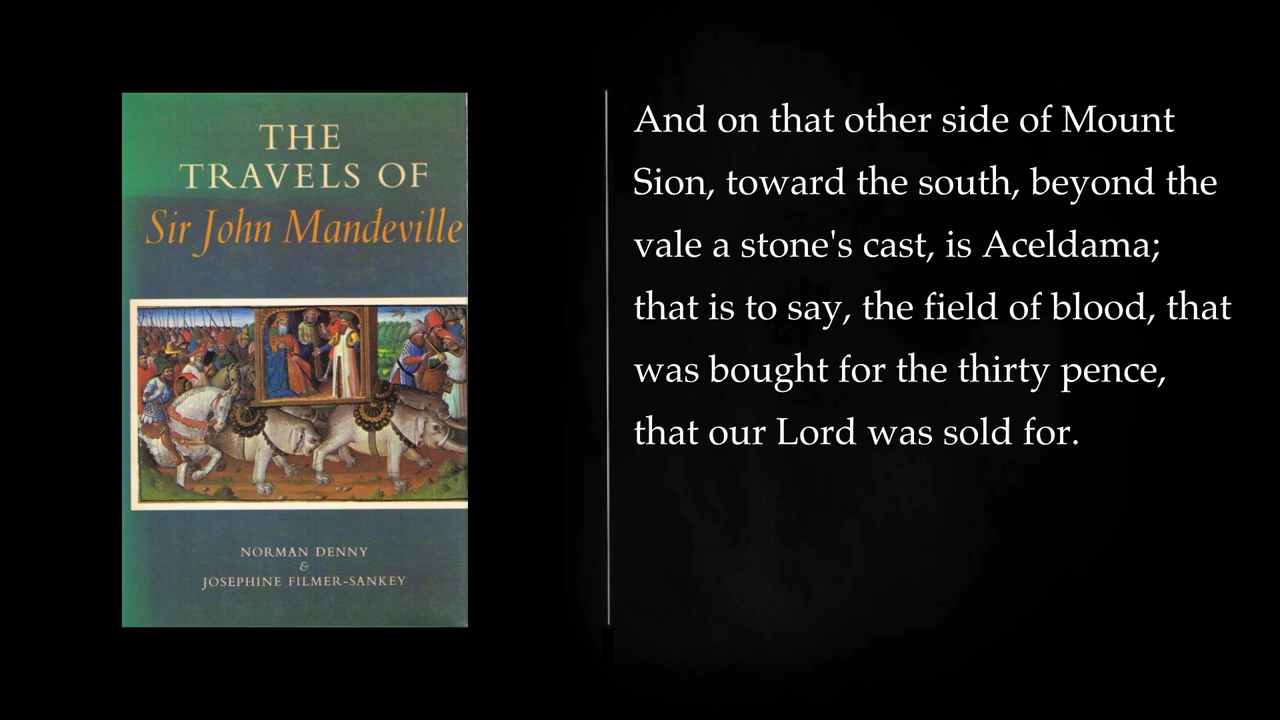 THE
TRAVELS OF
Sir John Mandeville
NORMAN DENNY
&
JOSEPHINE FILMER-SANKEY
And on that other side of Mount
Sion, toward the south, beyond the
vale a stone's cast, is Aceldama;
that is to say, the field of blood, that
was bought for the thirty pence,
that our Lord was sold for.